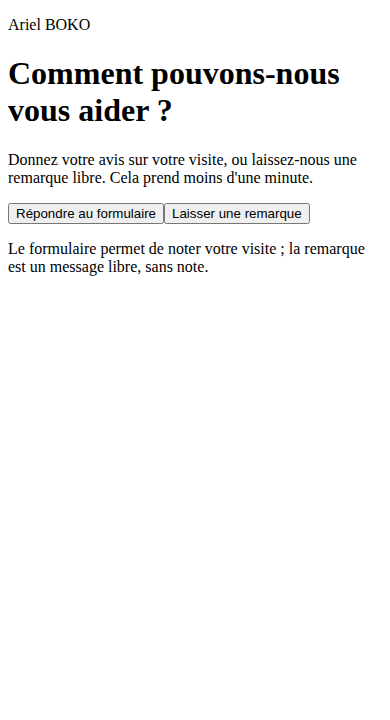 Ariel BOKO
Comment pouvons-nous
vous aider ?
Donnez votre avis sur votre visite, ou laissez-nous une
remarque libre. Cela prend moins d'une minute.
Répondre au formulaire Laisser une remarque
Le formulaire permet de noter votre visite ; la remarque
est un message libre, sans note.